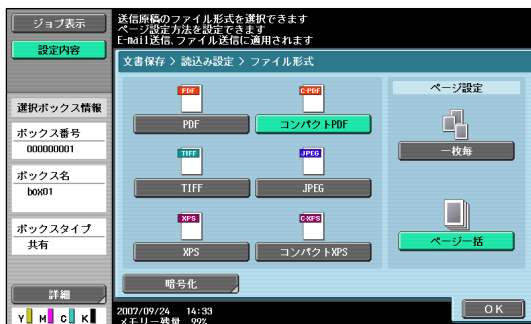 ジョブ表示
設定内容
送信原稿のファイル形式を選択できます
ページ設定方法を設定できます
E-mail送信、ファイル送信に適用されます
文書保存 > 読込み設定 > ファイル形式
選択ボックス情報
ボックス番号
000000001
ボックス名
box01
ボックスタイプ
共有
詳細
Y M C K
PDF
PDF
C-PDF
コンパクトPDF
TIFF
TIFF
JPEG
JPEG
XPS
XPS
C-XPS
コンパクトXPS
暗号化
ページ設定
一枚毎
ページ一括
2007/09/24 14:33
メモリー残量 99%
OK